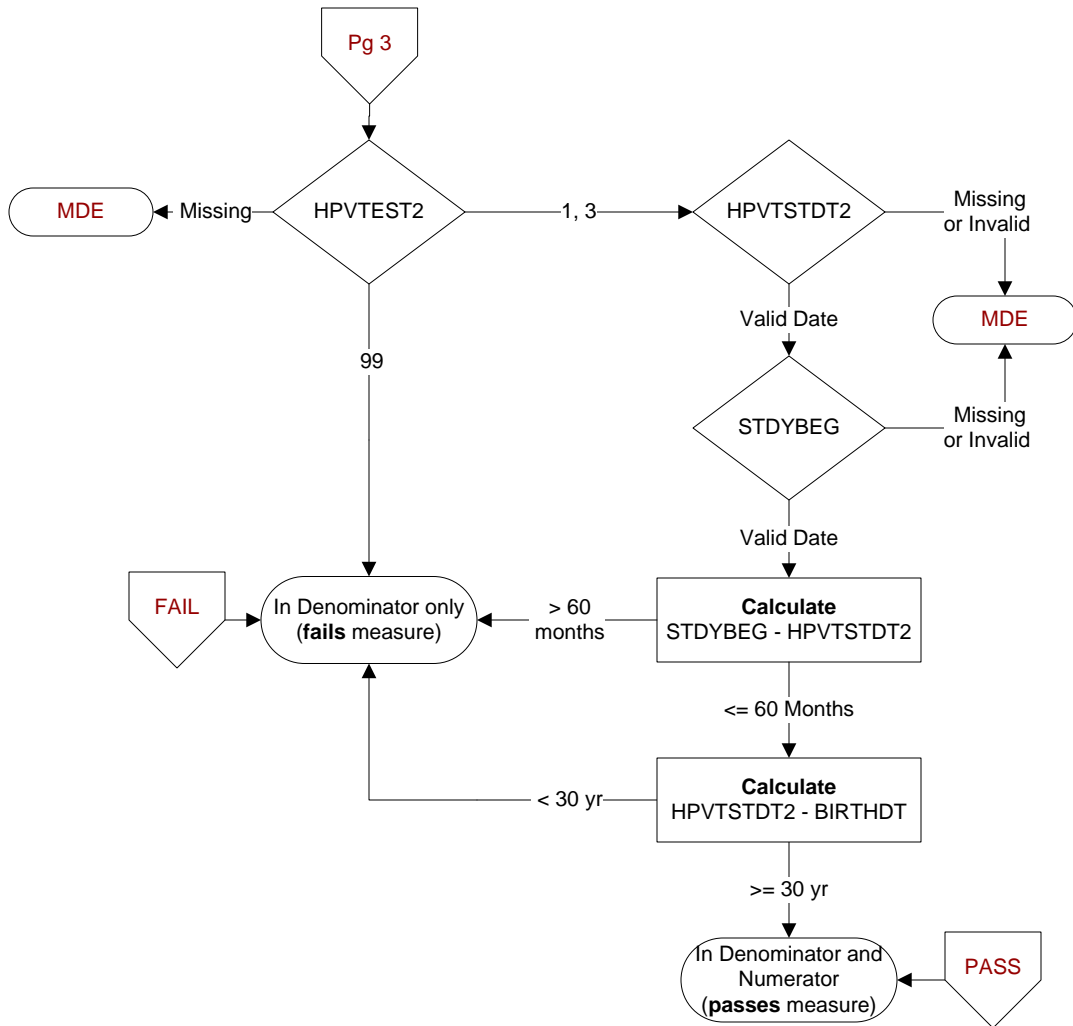 Pg 3
MDE
Missing
HPVTEST2
1, 3
HPVTSTDT2
Missing
or Invalid
Valid Date
MDE
99
STDYBEG
Missing
or Invalid
Valid Date
FAIL
In Denominator only
(fails measure)
> 60
months
Calculate
STDYBEG - HPVTSTDT2
<= 60 Months
< 30 yr
Calculate
HPVTSTDT2 - BIRTHDT
>= 30 yr
In Denominator and
Numerator
(passes measure)
PASS